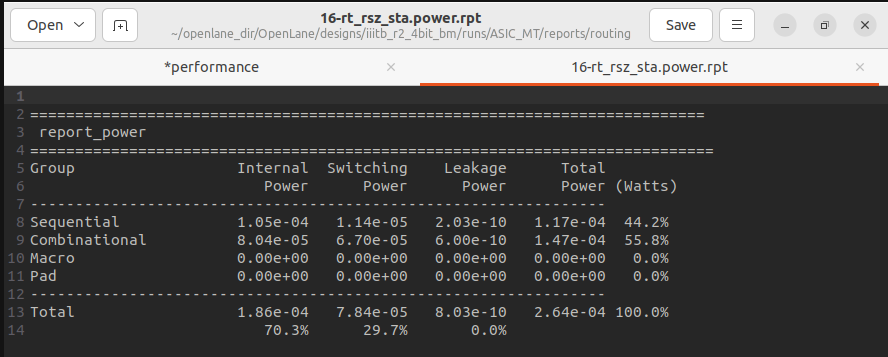 Open
16-rt_rsz_sta.power.rpt
~/openlane_dir/OpenLane/designs/iiitb_r2_4bit_bm/runs/ASIC_MT/reports/routing
Save
*performance
16-rt_rsz_sta.power.rpt
1
2 ===========================================================================
3  report_power
4 ============================================================================
5 Group                  Internal  Switching    Leakage      Total
6                           Power      Power      Power      Power (Watts)
7 ----------------------------------------------------------------
8 Sequential             1.05e-04   1.14e-05   2.03e-10   1.17e-04  44.2%
9 Combinational          8.04e-05   6.70e-05   6.00e-10   1.47e-04  55.8%
10 Macro                  0.00e+00   0.00e+00   0.00e+00   0.00e+00   0.0%
11 Pad                    0.00e+00   0.00e+00   0.00e+00   0.00e+00   0.0%
12 ----------------------------------------------------------------
13 Total                  1.86e-04   7.84e-05   8.03e-10   2.64e-04 100.0%
14                           70.3%      29.7%       0.0%